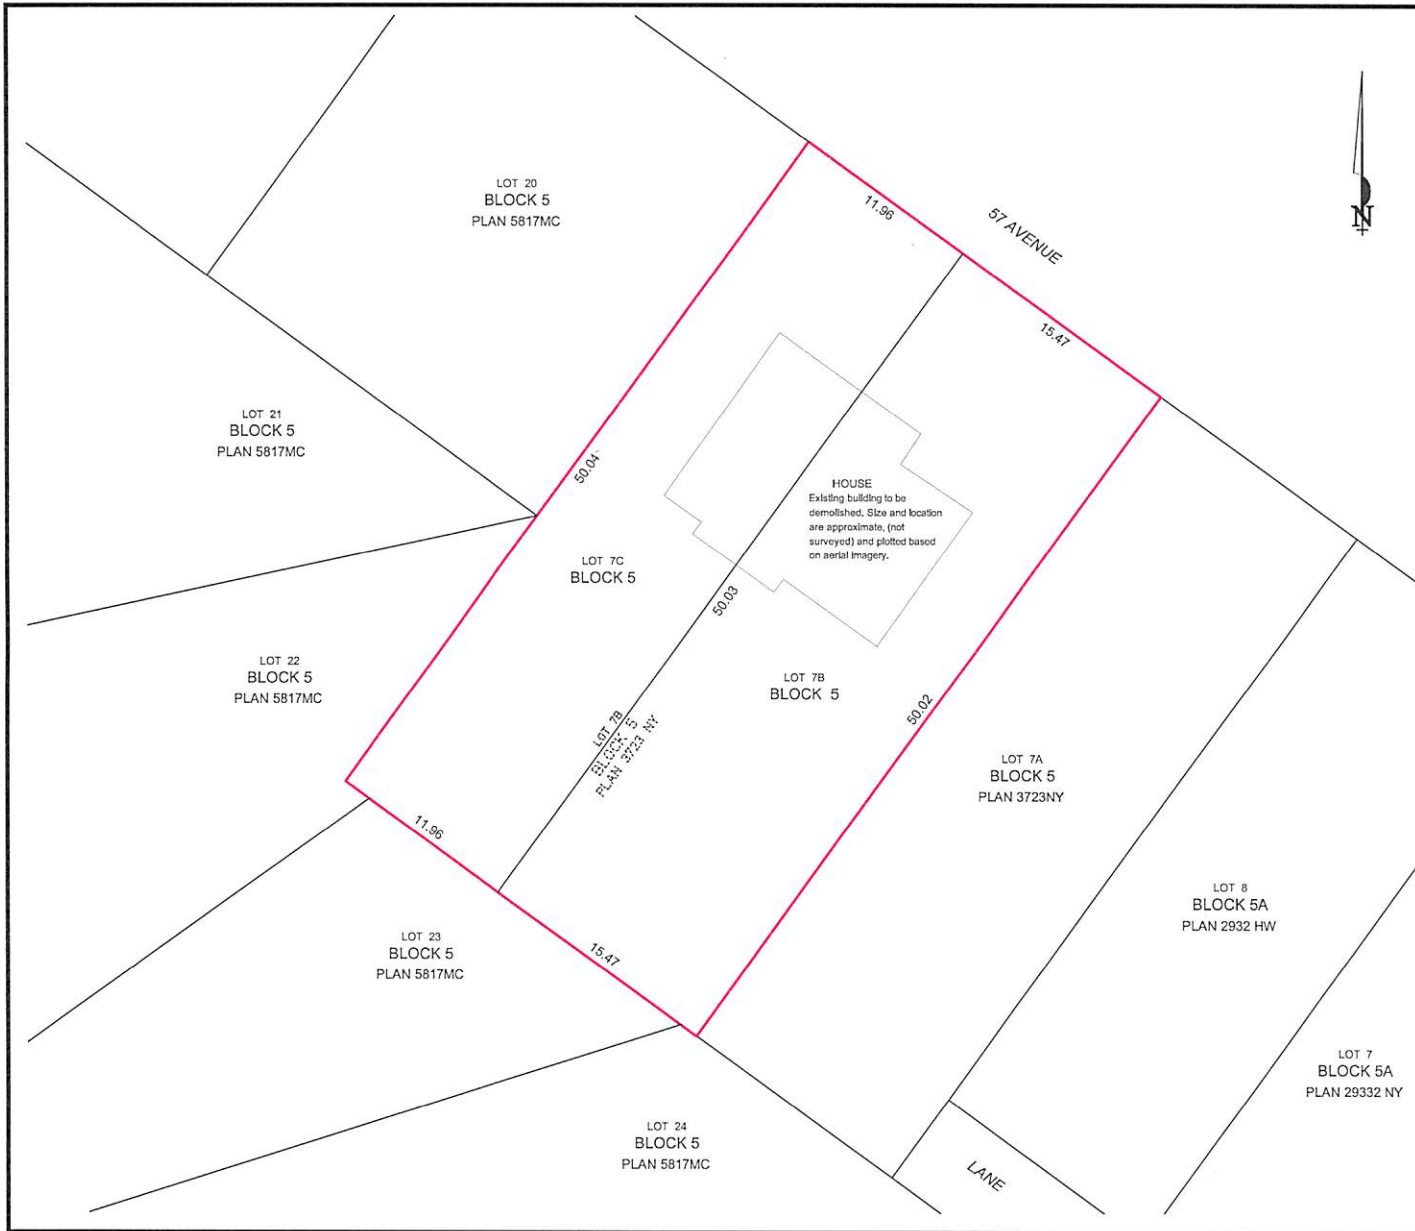 LOT 20
BLOCK 5
PLAN 5817MC
11.96
57 AVENUE
N
15.47
LOT 21
BLOCK 5
PLAN 5817MC
50.04
HOUSE
Existing building to be
demolished. Size and location
are approximate, (not
surveyed) and plotted based
on aerial imagery.
LOT 7C
BLOCK 5
50.03
LOT 22
BLOCK 5
PLAN 5817MC
LOT 7B
BLOCK 5
50.02
LOT 7B
BLOCK 5
PLAN 3723 NY
LOT 7A
BLOCK 5
PLAN 3723NY
11.96
LOT 8
BLOCK 5A
PLAN 2932 HW
LOT 23
BLOCK 5
PLAN 5817MC
15.47
LOT 7
BLOCK 5A
PLAN 29332 NY
LOT 24
BLOCK 5
PLAN 5817MC
LANE